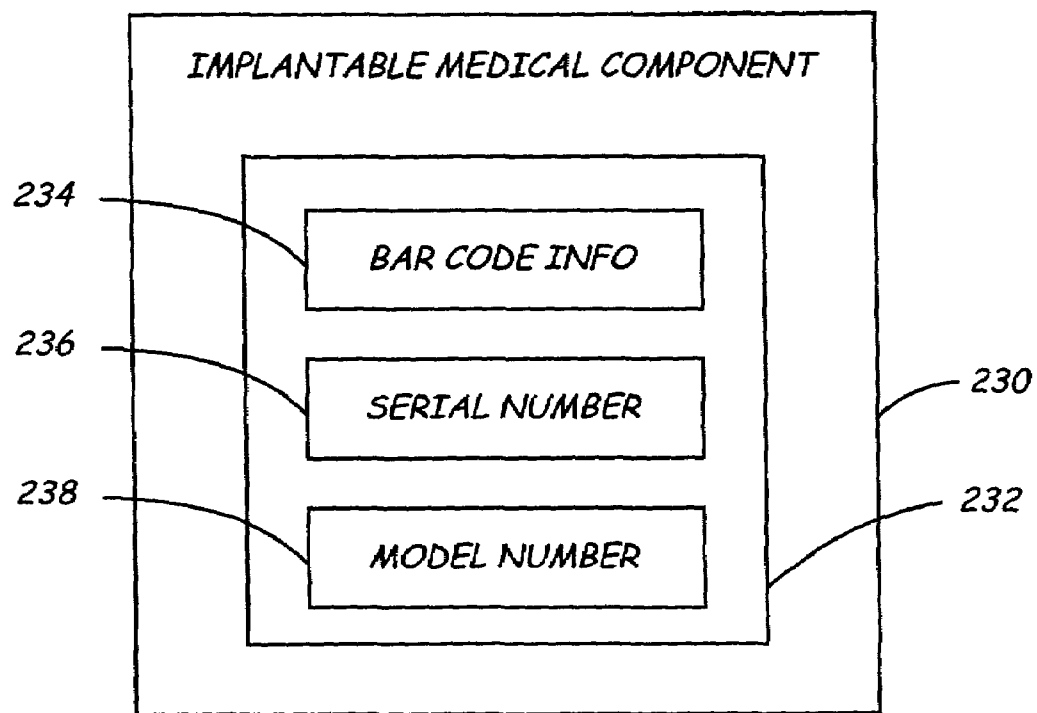 IMPLANTABLE MEDICAL COMPONENT
234
BAR CODE INFO
236
SERIAL NUMBER
230
238
MODEL NUMBER
232